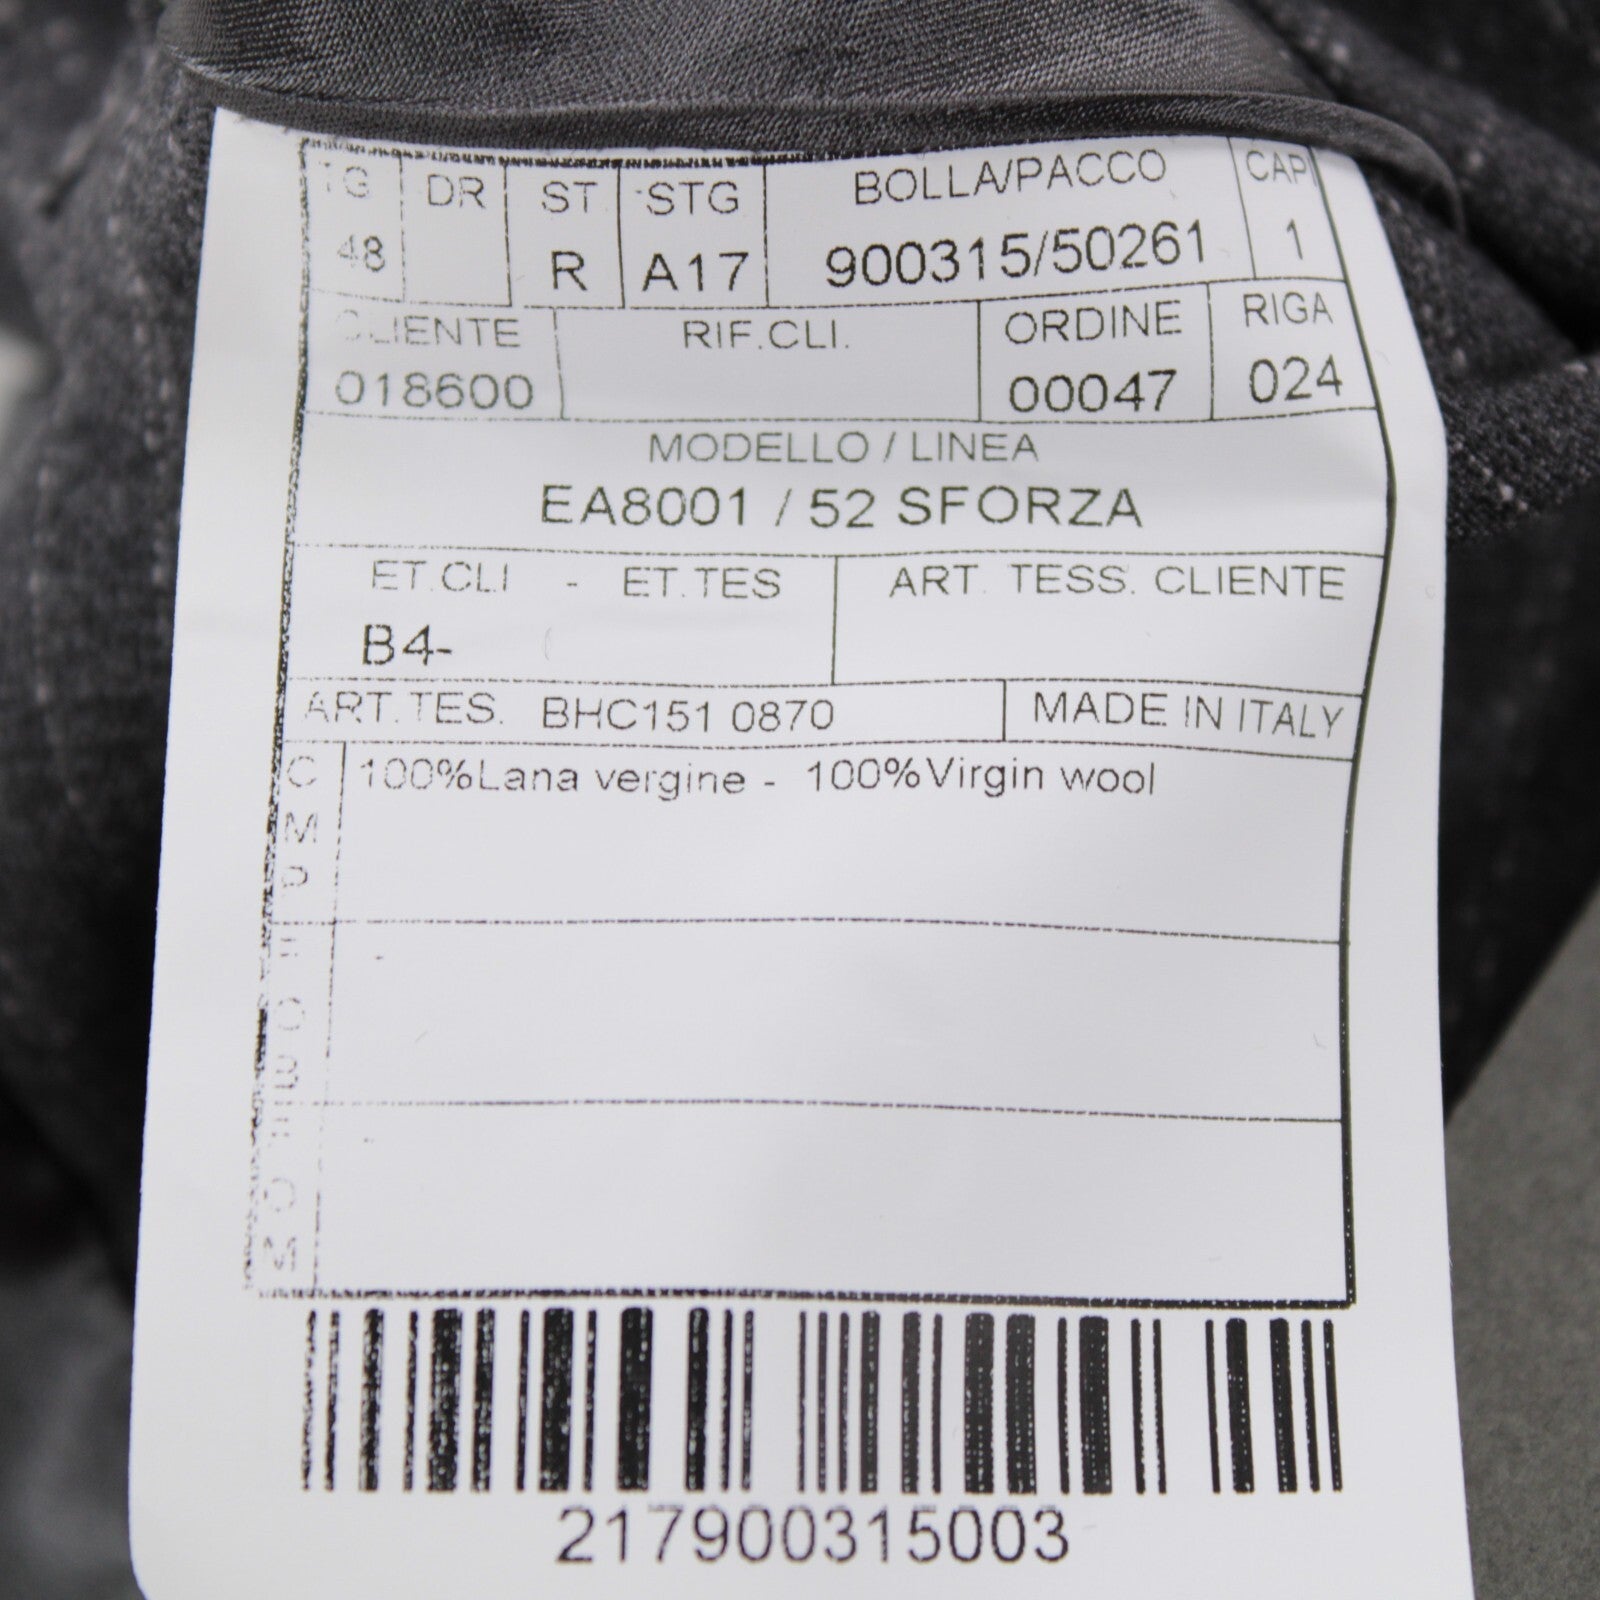 TG DR ST STG BOLLA/PACCO CAPI
48 R A17 900315/50261 1
CLIENTE RIF.CLI. ORDINE RIGA
018600 00047 024
MODELLO / LINEA
EA8001 / 52 SFORZA
ET.CLI - ET.TES ART. TESS. CLIENTE
B4-
ART.TES. BHC151 0870 MADE IN ITALY
100%Lana vergine - 100%Virgin wool
217900315003